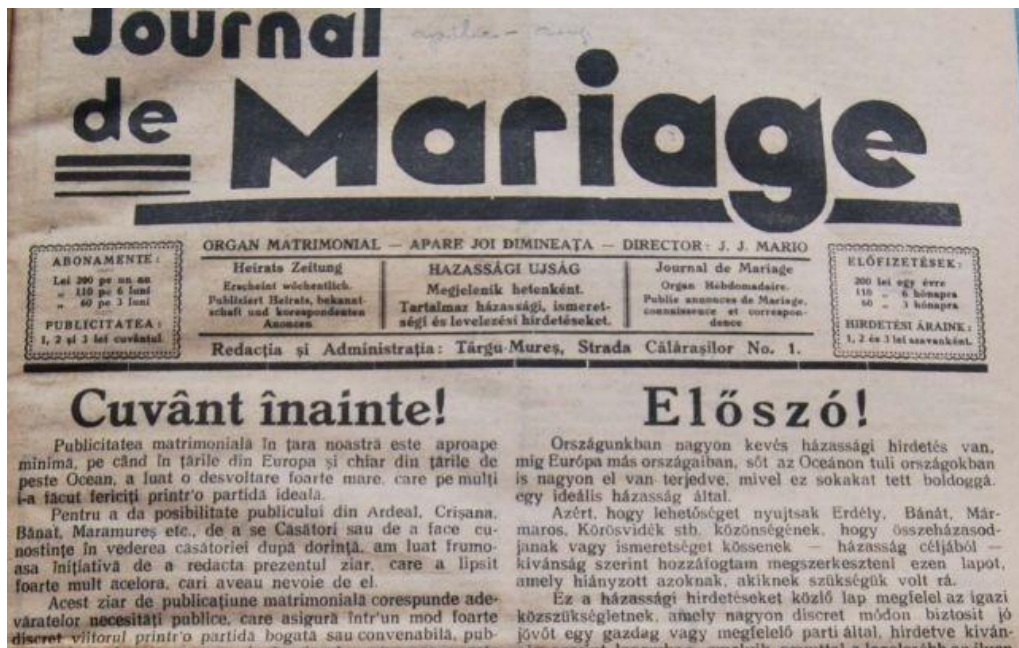 Journal
de Mariage
ORGAN MATRIMONIAL — APARE JOI DIMINEAȚA — DIRECTOR: J. J. MARIO
ABONAMENTE:
Lei 200 pe un an
„ 110 pe 6 luni
„ 60 pe 3 luni
PUBLICITATEA:
1, 2 și 3 lei cuvântul.
Heirats Zeitung
Erscheint wöchentlich.
Publiziert Heirats, bekannt-
schaft und korespondenten
Anoncen
HAZASSÁGI UJSÁG
Megjelenik hetenként.
Tartalmaz házassági, ismeret-
ségi és levelezési hirdetéseket.
Journal de Mariage
Organ Hebdomadaire.
Publie annonces de Mariage,
connaissence et correspon-
dence
ELŐFIZETÉSEK:
200 lei egy évre
110 „ 6 hónapra
60 „ 3 hónapra
HIRDETÉSI ÁRAINK:
1, 2 és 3 lei szavanként.
Redacția și Administrația: Târgu-Mureș, Strada Călărașilor No. 1.
Cuvânt înainte!
Publicitatea matrimonială în țara noastră este aproape
minimă, pe când în țările din Europa și chiar din țările de
peste Ocean, a luat o desvoltare foarte mare, care pe mulți
i-a făcut fericiți printr'o partidă ideală.
Pentru a da posibilitate publicului din Ardeal, Crișana,
Bănat, Maramureș etc., de a se Căsători sau de a face cu-
nostințe în vederea căsătoriei după dorință, am luat frumo-
asa inițiativă de a redacta prezentul ziar, care a lipsit
foarte mult acelora, cari aveau nevoie de el.
Acest ziar de publicațiune matrimonială corespunde ade-
văratelor necesități publice, care asigură într'un mod foarte
discret viitorul printr'o partidă bogată sau convenabilă, pub-
Előszó!
Országunkban nagyon kevés házassági hirdetés van,
mig Európa más országaiban, sőt az Oceánon tuli országokban
is nagyon el van terjedve, mivel ez sokakat tett boldoggá,
egy ideális házasság által.
Azért, hogy lehetőséget nyujtsak Erdély, Bánát, Már-
maros, Körösvidék stb. közönségének, hogy összeházasod-
janak vagy ismeretséget kössenek — házasság céljából —
kivánság szerint hozzáfogtam megszerkeszteni ezen lapot,
amely hiányzott azoknak, akiknek szükségük volt rá.
Ez a házassági hirdetéseket közlő lap megfelel az igazi
közszükségletnek, amely nagyon discret módon biztosit jó
jövőt egy gazdag vagy megfelelő parti által, hirdetve kiván-